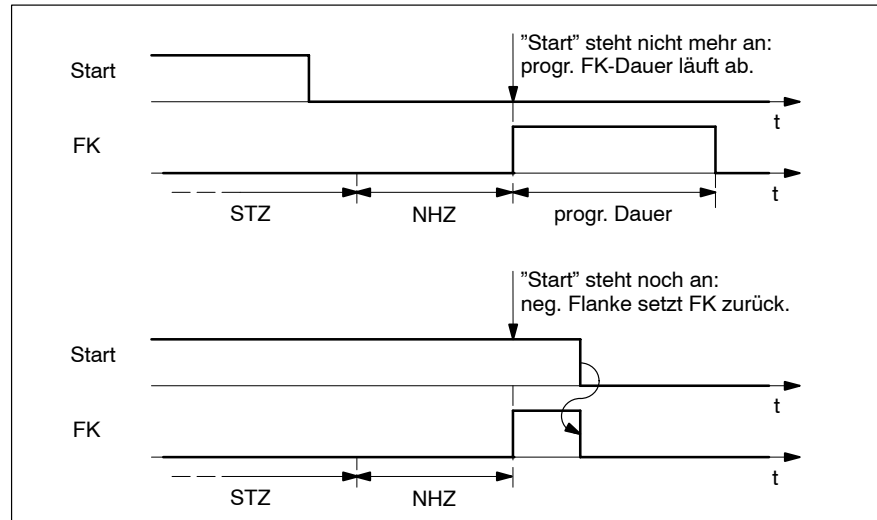 ”Start” steht nicht mehr an:
progr. FK-Dauer läuft ab.
Start
t
FK
t
STZ
NHZ
progr. Dauer
”Start” steht noch an:
neg. Flanke setzt FK zurück.
Start
t
FK
t
STZ
NHZ